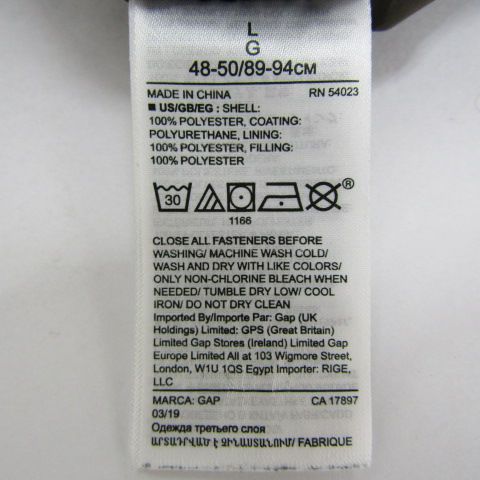 L
G
48-50/89-94CM
MADE IN CHINA RN 54023
■ US/GB/EG : SHELL:
100% POLYESTER, COATING:
POLYURETHANE, LINING:
100% POLYESTER, FILLING:
100% POLYESTER
30 ®
1166
CLOSE ALL FASTENERS BEFORE
WASHING/ MACHINE WASH COLD/
WASH AND DRY WITH LIKE COLORS/
ONLY NON-CHLORINE BLEACH WHEN
NEEDED/ TUMBLE DRY LOW/ COOL
IRON/ DO NOT DRY CLEAN
Imported By/Importe Par: Gap (UK
Holdings) Limited: GPS (Great Britain)
Limited Gap Stores (Ireland) Limited Gap
Europe Limited All at 103 Wigmore Street,
London, W1U 1QS Egypt Importer: RIGE,
LLC
MARCA: GAP CA 17897
03/19
Одежда третьего слоя
ԱՐՏԱԴՐՎԱԾ Է ՉԻՆԱՍՏԱՆՈՒՄ/ FABRIQUE